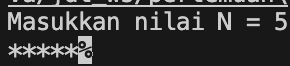 Masukkan nilai N = 5
*****%